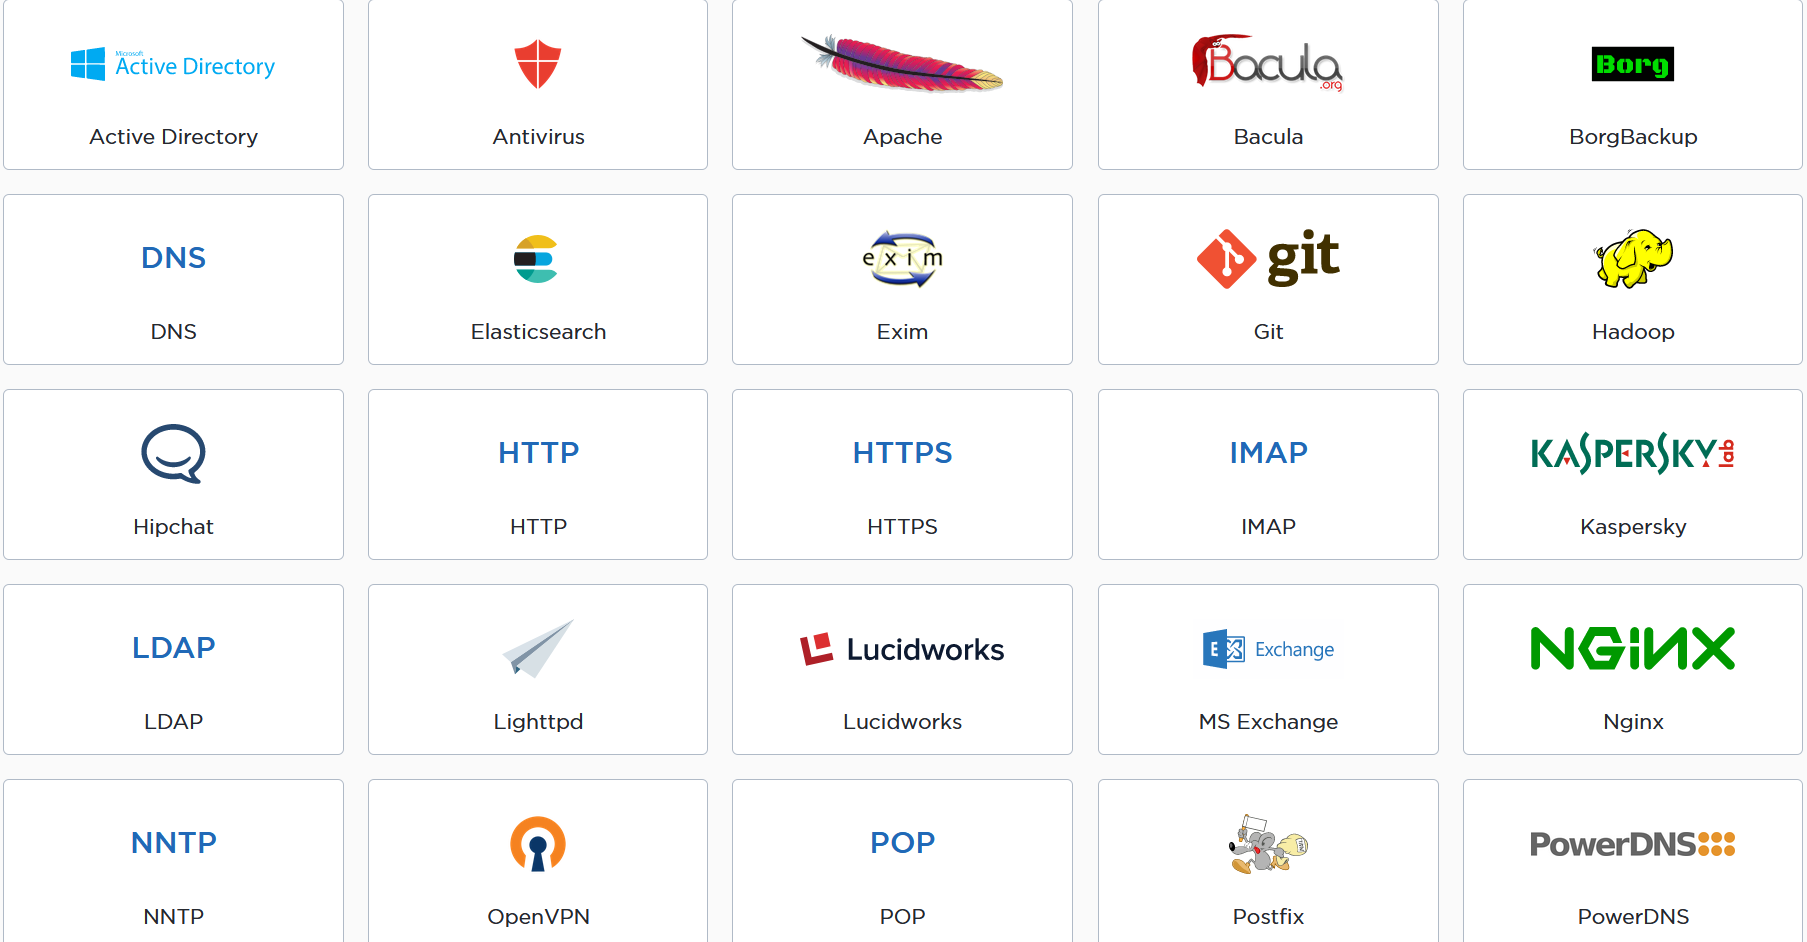 Microsoft
Active Directory
Bacula
.org
Borg
Active Directory
Antivirus
Apache
Bacula
BorgBackup
DNS
exim
git
DNS
Elasticsearch
Exim
Git
Hadoop
HTTP
HTTPS
IMAP
KASPERSKY lab
Hipchat
HTTP
HTTPS
IMAP
Kaspersky
LDAP
Lucidworks
E Exchange
NGINX
LDAP
Lighttpd
Lucidworks
MS Exchange
Nginx
NNTP
POP
PowerDNS
NNTP
OpenVPN
POP
Postfix
PowerDNS